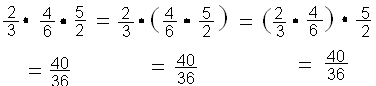 2/3 • 4/6 • 5/2 = 2/3 • (4/6 • 5/2) = (2/3 • 4/6) • 5/2
= 40/36 = 40/36 = 40/36